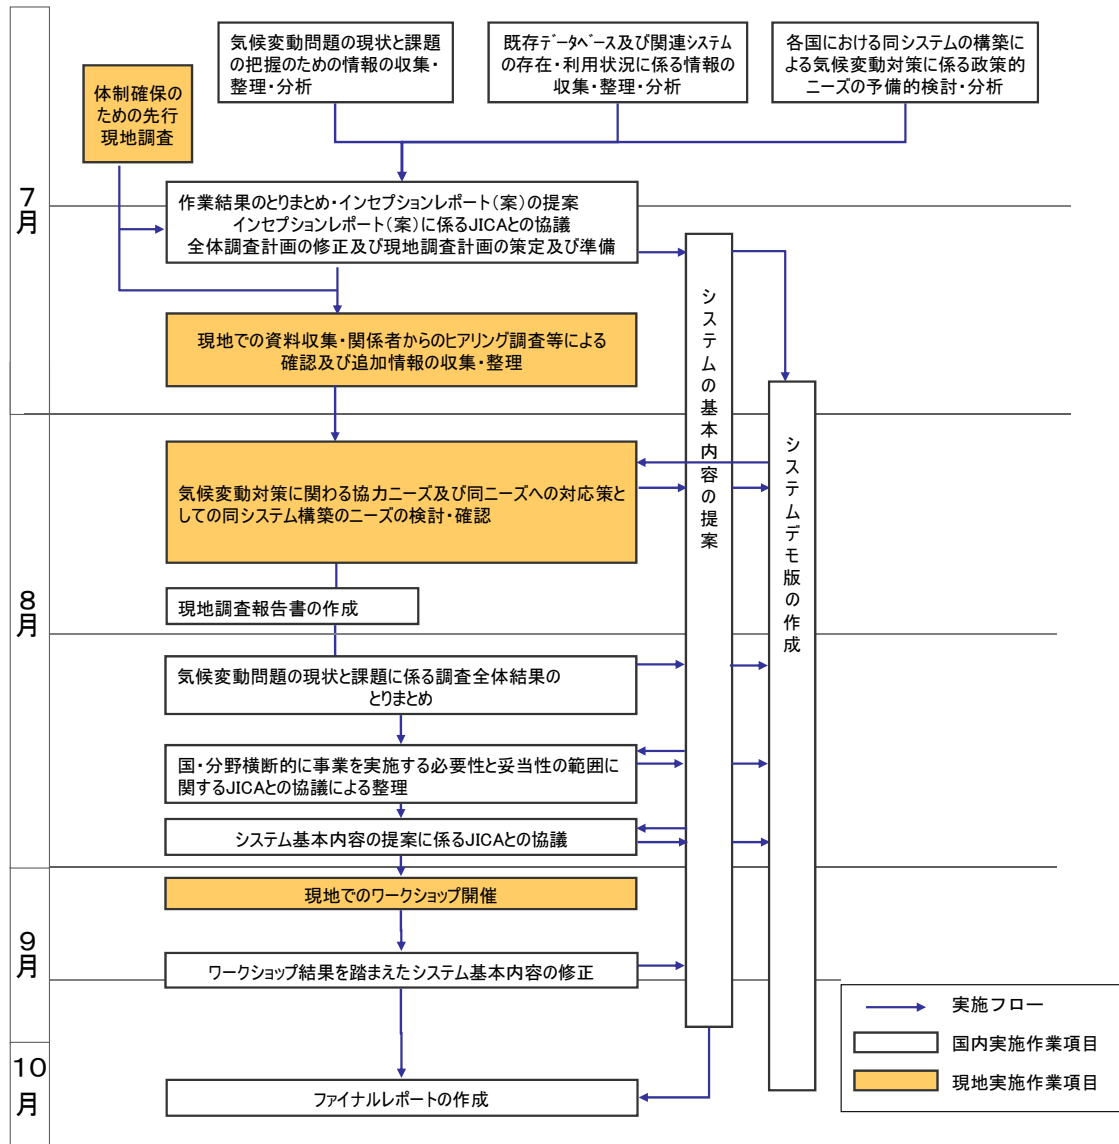 気候変動問題の現状と課題
の把握のための情報の収集・
整理・分析
既存ﾃﾞｰﾀﾍﾞｰｽ及び関連システム
の存在・利用状況に係る情報の
収集・整理・分析
各国における同システムの構築に
よる気候変動対策に係る政策的
ニーズの予備的検討・分析
体制確保の
ための先行
現地調査
7
月
作業結果のとりまとめ・インセプションレポート（案）の提案
インセプションレポート（案）に係るJICAとの協議
全体調査計画の修正及び現地調査計画の策定及び準備
現地での資料収集・関係者からのヒアリング調査等による
確認及び追加情報の収集・整理
システムの基本内容の提案
システムデモ版の作成
気候変動対策に関わる協力ニーズ及び同ニーズへの対応策と
しての同システム構築のニーズの検討・確認
8
月
現地調査報告書の作成
気候変動問題の現状と課題に係る調査全体結果の
とりまとめ
国・分野横断的に事業を実施する必要性と妥当性の範囲に
関するJICAとの協議による整理
システム基本内容の提案に係るJICAとの協議
現地でのワークショップ開催
9
月
ワークショップ結果を踏まえたシステム基本内容の修正
10
月
ファイナルレポートの作成
実施フロー
国内実施作業項目
現地実施作業項目